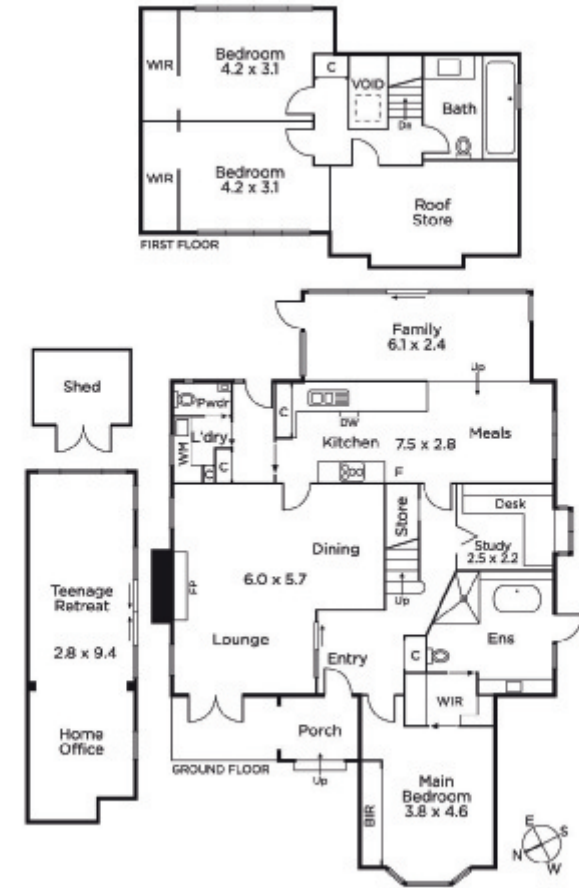 WIR
Bedroom
4.2 x 3.1
C
VOID
Dn
Bath
WIR
Bedroom
4.2 x 3.1
Roof
Store
FIRST FLOOR
Family
6.1 x 2.4
Up
Shed
Pwdr
C
DW
L'dry
WM
C
Kitchen
7.5 x 2.8
Meals
F
Store
Desk
Study
2.5 x 2.2
Dining
FP
6.0 x 5.7
Up
Teenage
Retreat
2.8 x 9.4
Lounge
Entry
C
Ens
WIR
Home
Office
Porch
GROUND FLOOR
Up
BIR
Main
Bedroom
3.8 x 4.6
E
S
N
W